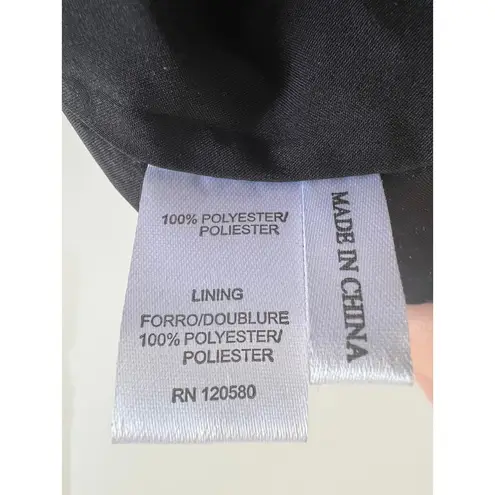 100% POLYESTER/
POLIESTER
LINING
FORRO/DOUBLURE
100% POLYESTER/
POLIESTER
RN 120580
MADE IN CHINA